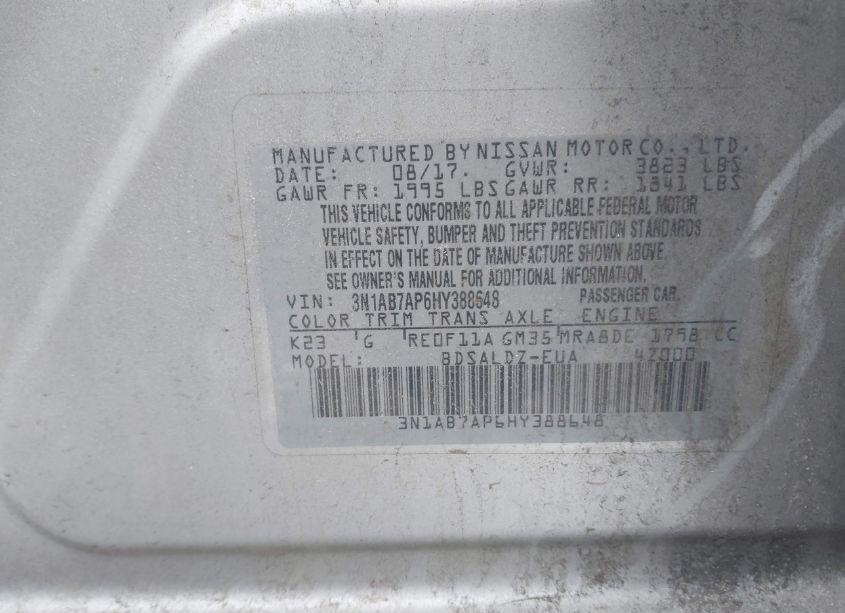 MANUFACTURED BY NISSAN MOTOR CO., LTD.
DATE: 08/17. GVWR: 3823 LBS
GAWR FR: 1995 LBS GAWR RR: 1841 LBS
THIS VEHICLE CONFORMS TO ALL APPLICABLE FEDERAL MOTOR
VEHICLE SAFETY, BUMPER AND THEFT PREVENTION STANDARDS
IN EFFECT ON THE DATE OF MANUFACTURE SHOWN ABOVE.
SEE OWNER'S MANUAL FOR ADDITIONAL INFORMATION.
VIN: 3N1AB7AP6HY388648 PASSENGER CAR.
COLOR TRIM TRANS AXLE ENGINE
K23 G RE0F11A GM35 MRA8DE 1798 CC
MODEL: BDSALDZ-EUA 4Z000
3N1AB7AP6HY388648